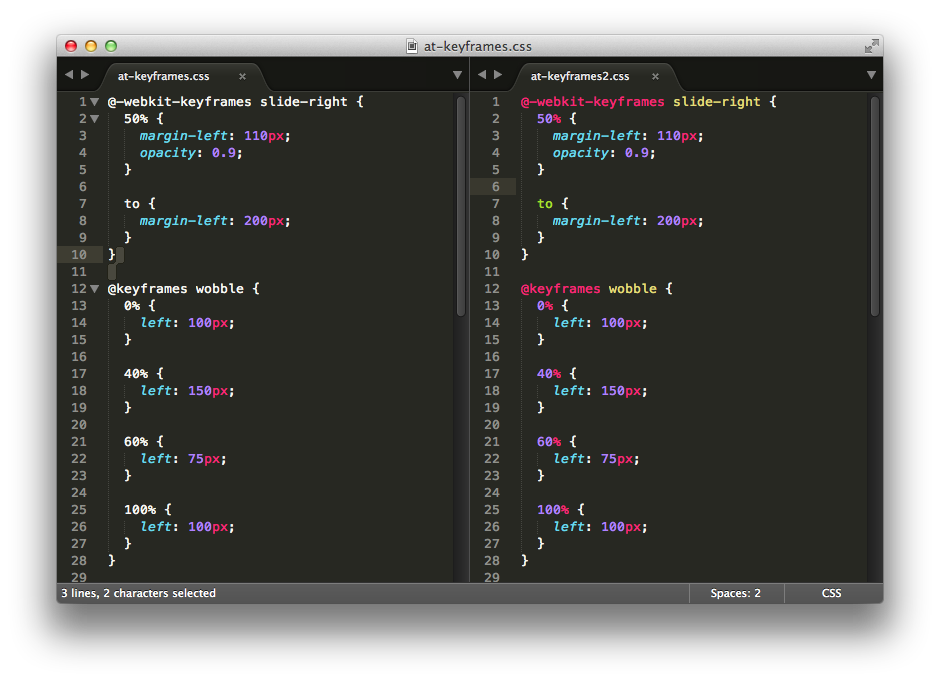 at-keyframes.css
at-keyframes.css ×
1 @-webkit-keyframes slide-right {
2 50% {
3 margin-left: 110px;
4 opacity: 0.9;
5 }
6
7 to {
8 margin-left: 200px;
9 }
10 }
11
12 @keyframes wobble {
13 0% {
14 left: 100px;
15 }
16
17 40% {
18 left: 150px;
19 }
20
21 60% {
22 left: 75px;
23 }
24
25 100% {
26 left: 100px;
27 }
28 }
29
at-keyframes2.css ×
1 @-webkit-keyframes slide-right {
2 50% {
3 margin-left: 110px;
4 opacity: 0.9;
5 }
6
7 to {
8 margin-left: 200px;
9 }
10 }
11
12 @keyframes wobble {
13 0% {
14 left: 100px;
15 }
16
17 40% {
18 left: 150px;
19 }
20
21 60% {
22 left: 75px;
23 }
24
25 100% {
26 left: 100px;
27 }
28 }
29
3 lines, 2 characters selected
Spaces: 2
CSS